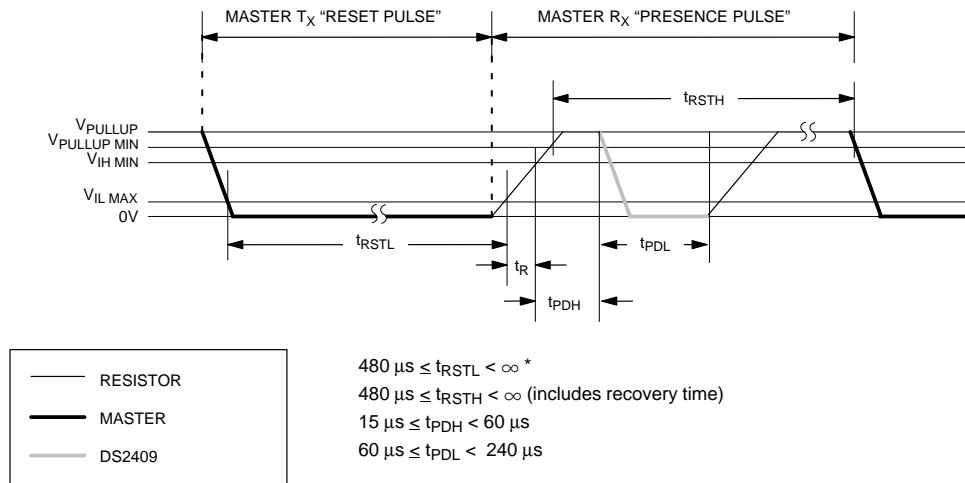 MASTER TX “RESET PULSE” MASTER RX “PRESENCE PULSE”
tRSTH
VPULLUP
VPULLUP MIN
VIH MIN
VIL MAX
0V
tRSTL
tPDL
tR
tPDH
RESISTOR
MASTER
DS2409
480 µs ≤ tRSTL < ∞ *
480 µs ≤ tRSTH < ∞ (includes recovery time)
15 µs ≤ tPDH < 60 µs
60 µs ≤ tPDL < 240 µs